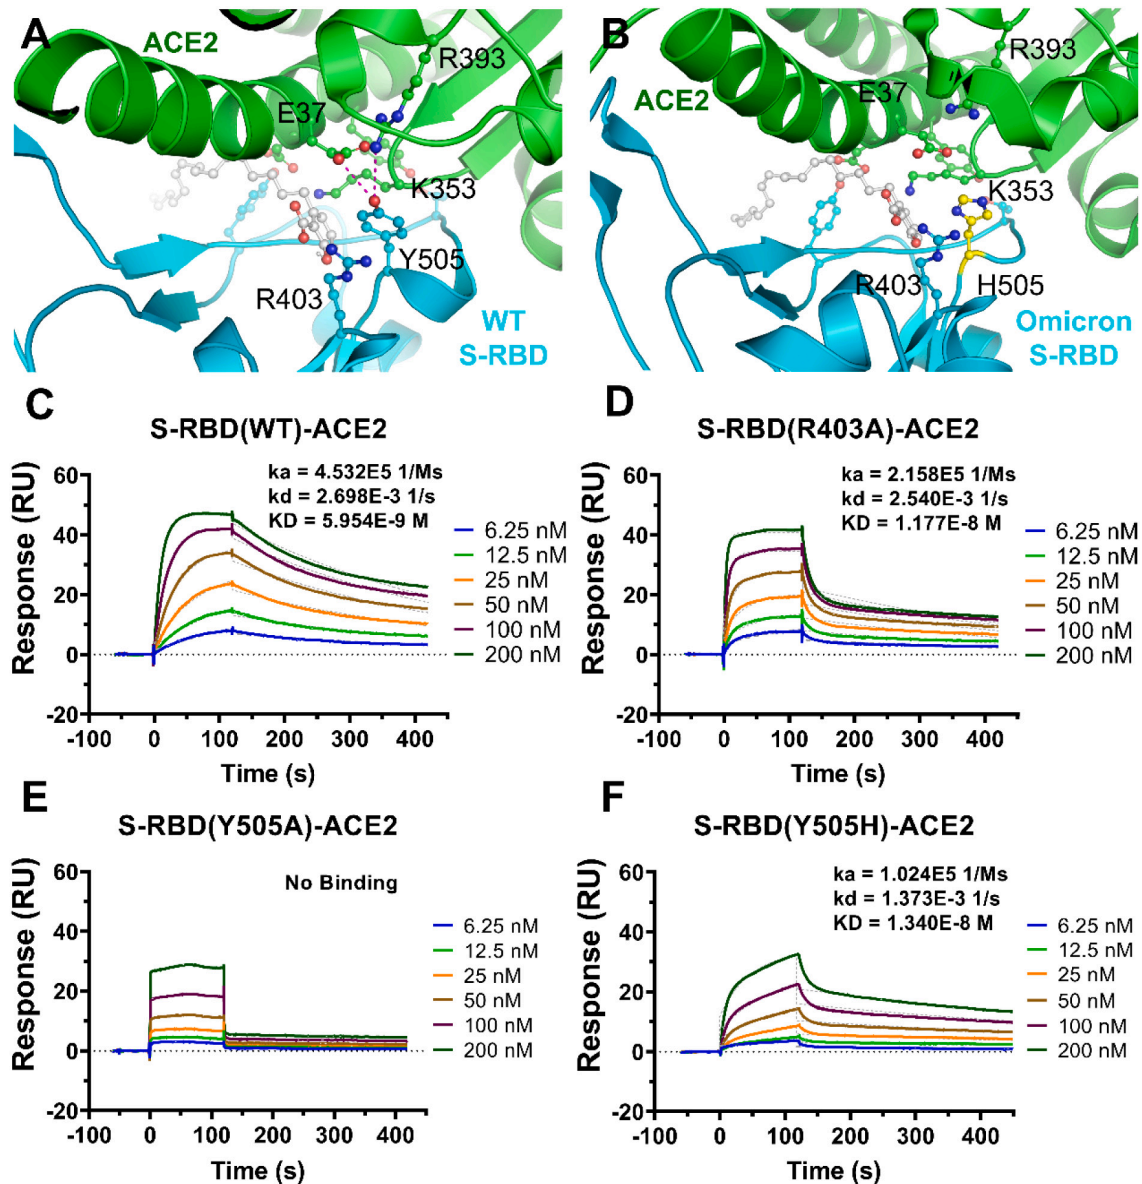 A
ACE2
R393
E37
K353
Y505
R403
WT
S-RBD
B
R393
E37
ACE2
K353
R403
H505
Omicron
S-RBD
C
S-RBD(WT)-ACE2
ka = 4.532E5 1/Ms
kd = 2.698E-3 1/s
KD = 5.954E-9 M
Response (RU)
60
40
20
0
-20
-100 0 100 200 300 400
Time (s)
6.25 nM
12.5 nM
25 nM
50 nM
100 nM
200 nM
D
S-RBD(R403A)-ACE2
ka = 2.158E5 1/Ms
kd = 2.540E-3 1/s
KD = 1.177E-8 M
Response (RU)
60
40
20
0
-20
-100 0 100 200 300 400
Time (s)
6.25 nM
12.5 nM
25 nM
50 nM
100 nM
200 nM
E
S-RBD(Y505A)-ACE2
No Binding
Response (RU)
60
40
20
0
-20
-100 0 100 200 300 400
Time (s)
6.25 nM
12.5 nM
25 nM
50 nM
100 nM
200 nM
F
S-RBD(Y505H)-ACE2
ka = 1.024E5 1/Ms
kd = 1.373E-3 1/s
KD = 1.340E-8 M
Response (RU)
60
40
20
0
-20
-100 0 100 200 300 400
Time (s)
6.25 nM
12.5 nM
25 nM
50 nM
100 nM
200 nM